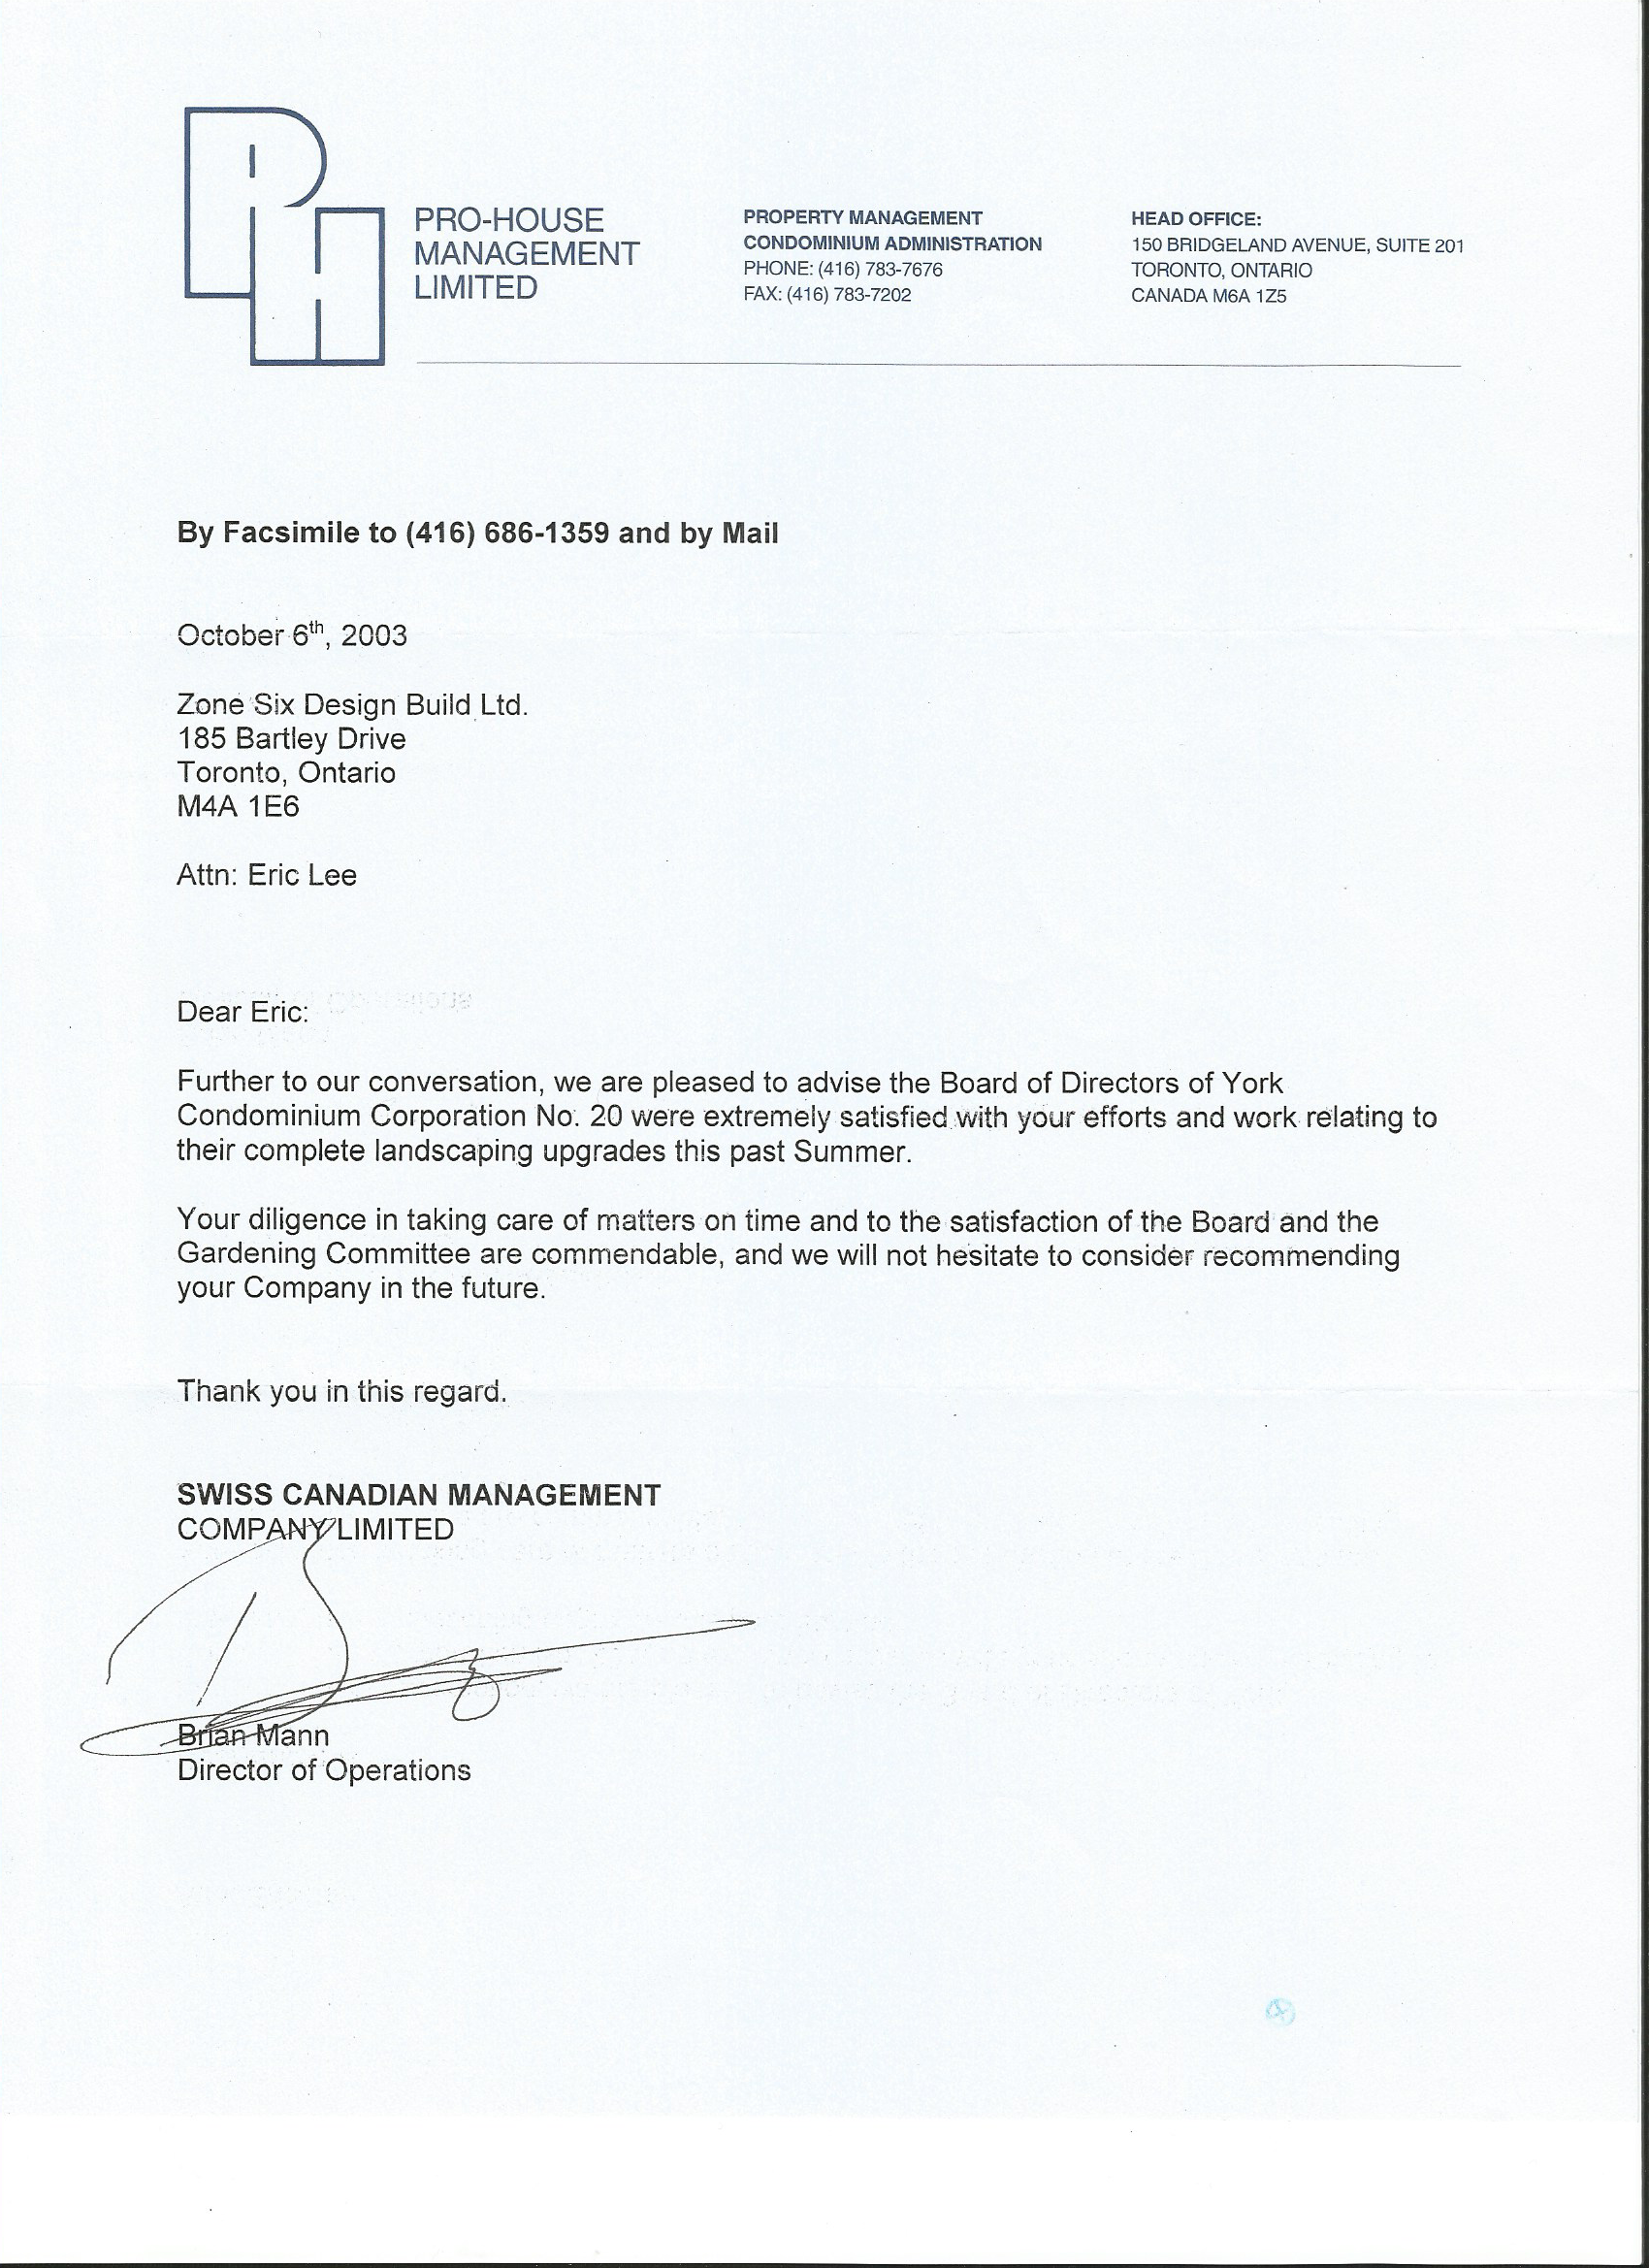 PH
PRO-HOUSE
MANAGEMENT
LIMITED
PROPERTY MANAGEMENT
CONDOMINIUM ADMINISTRATION
PHONE: (416) 783-7676
FAX: (416) 783-7202
HEAD OFFICE:
150 BRIDGELAND AVENUE, SUITE 201
TORONTO, ONTARIO
CANADA M6A 1Z5
By Facsimile to (416) 686-1359 and by Mail
October 6th, 2003
Zone Six Design Build Ltd.
185 Bartley Drive
Toronto, Ontario
M4A 1E6
Attn: Eric Lee
Dear Eric:
Further to our conversation, we are pleased to advise the Board of Directors of York
Condominium Corporation No. 20 were extremely satisfied with your efforts and work relating to
their complete landscaping upgrades this past Summer.
Your diligence in taking care of matters on time and to the satisfaction of the Board and the
Gardening Committee are commendable, and we will not hesitate to consider recommending
your Company in the future.
Thank you in this regard.
SWISS CANADIAN MANAGEMENT
COMPANY LIMITED
Brian Mann
Director of Operations